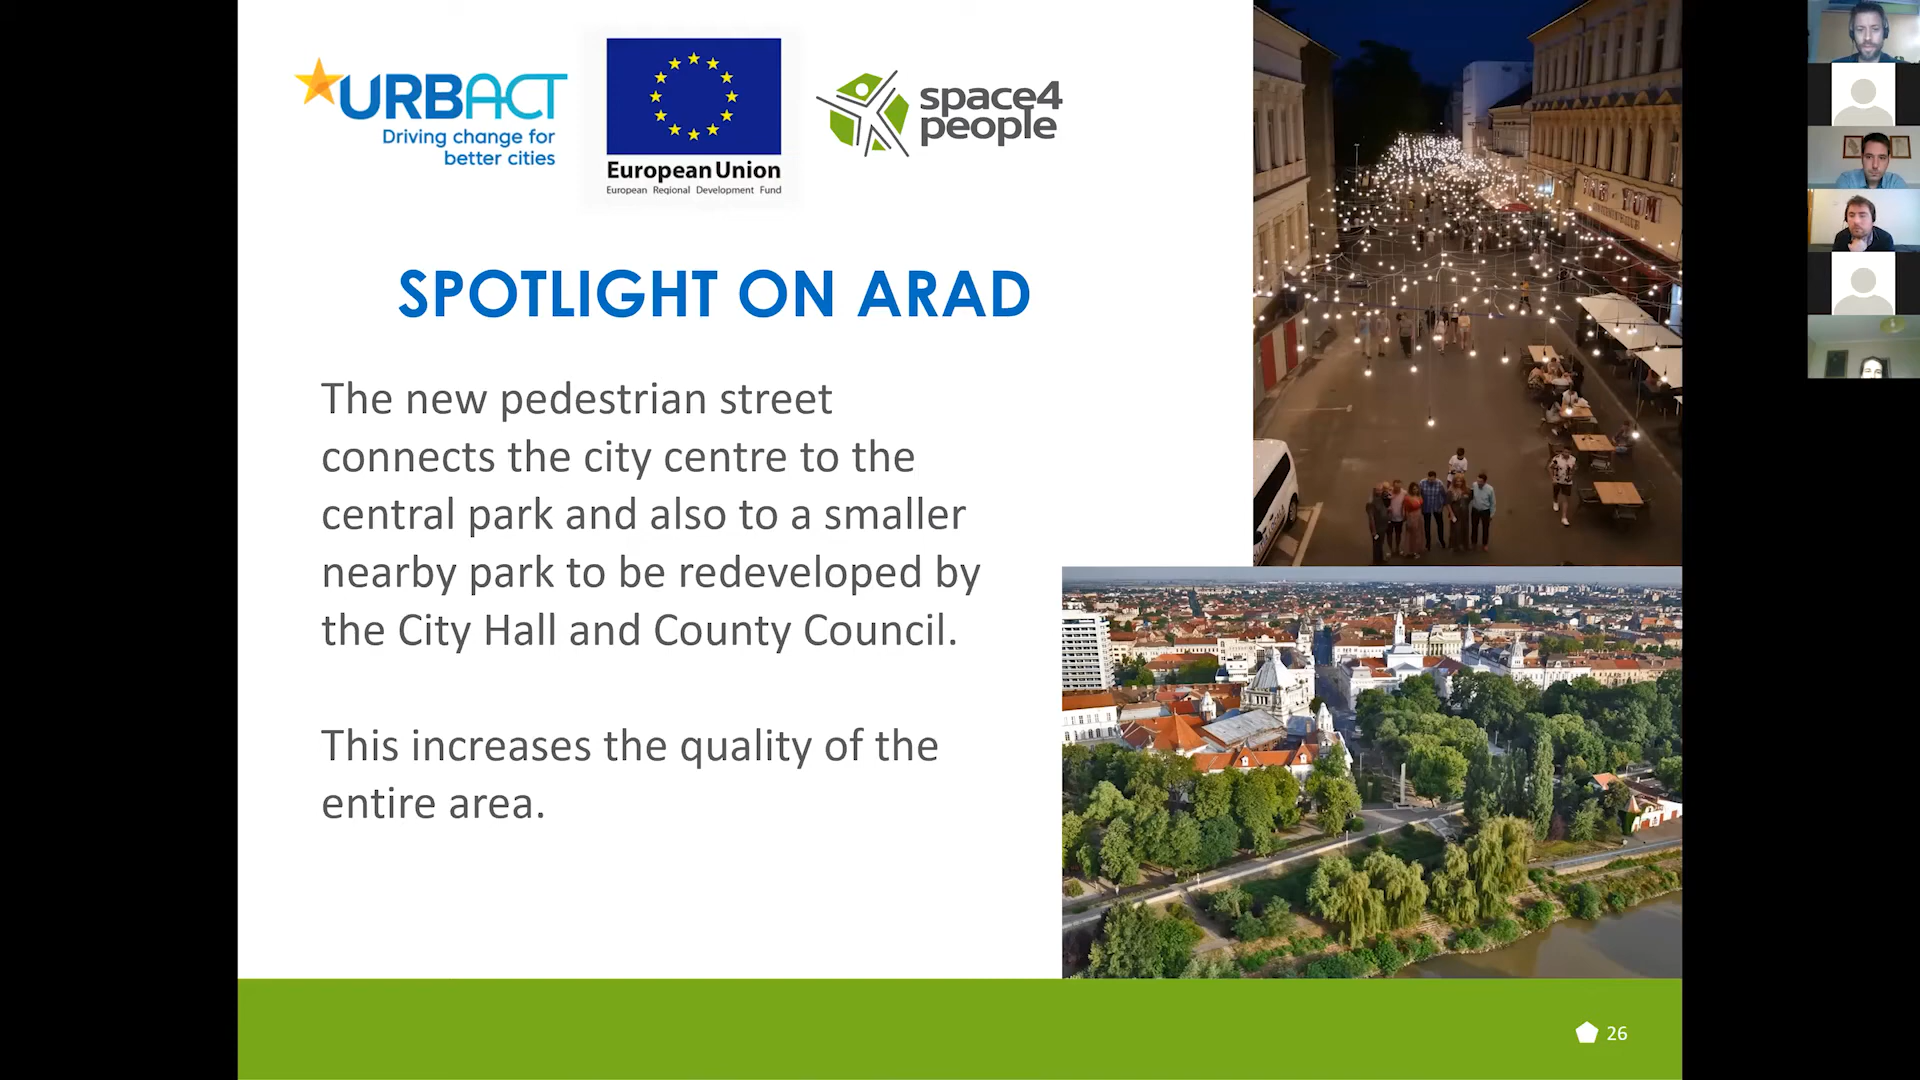 URBACT
Driving change for
better cities
European Union
European Regional Development Fund
space4
people
SPOTLIGHT ON ARAD
The new pedestrian street
connects the city centre to the
central park and also to a smaller
nearby park to be redeveloped by
the City Hall and County Council.
This increases the quality of the
entire area.
26